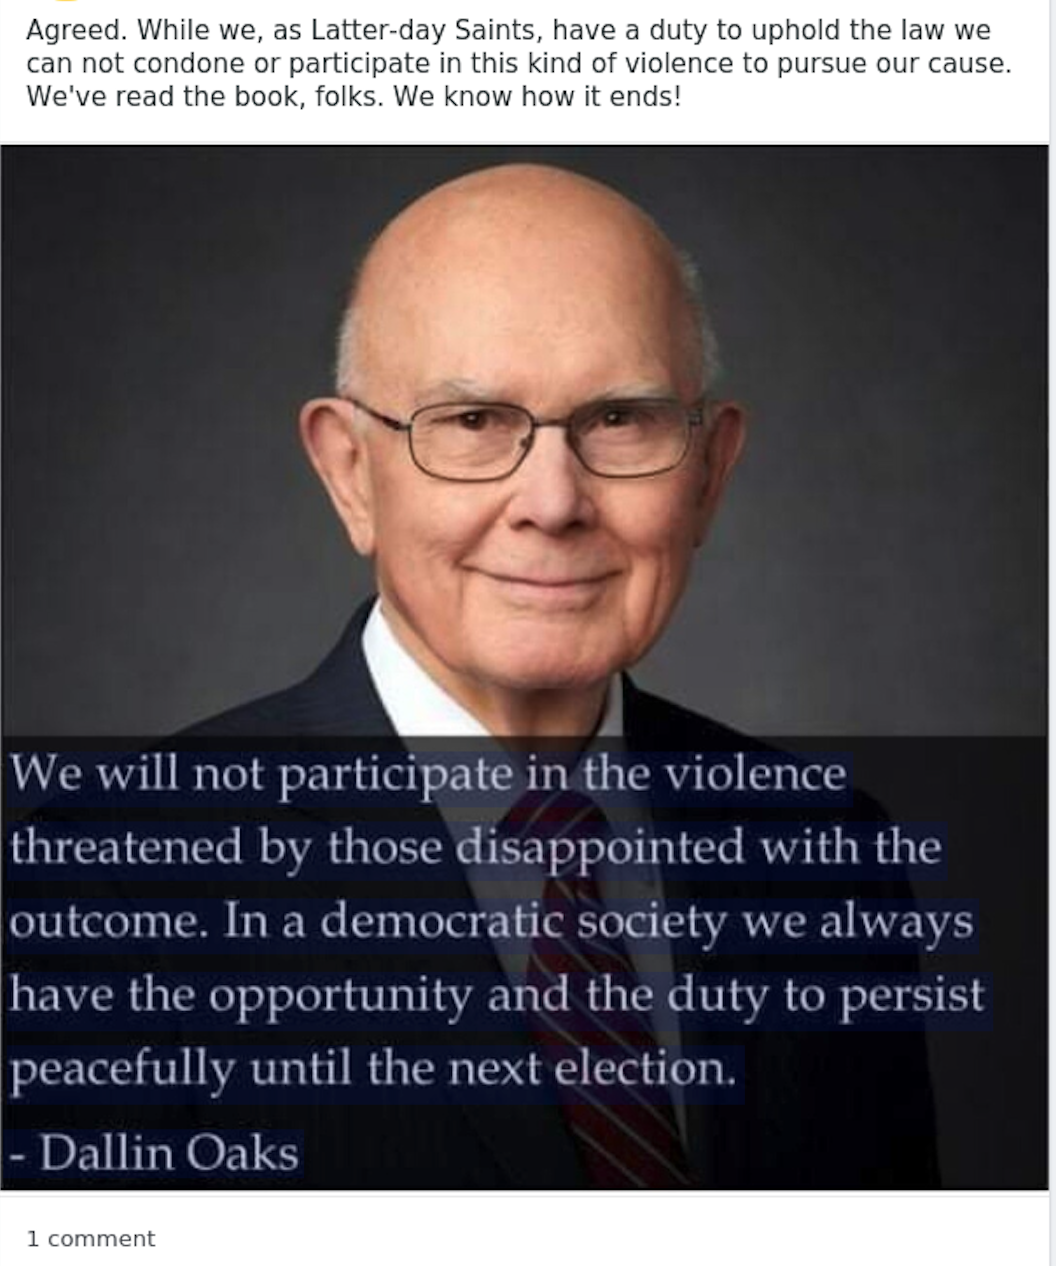 Agreed. While we, as Latter-day Saints, have a duty to uphold the law we
can not condone or participate in this kind of violence to pursue our cause.
We've read the book, folks. We know how it ends!
We will not participate in the violence
threatened by those disappointed with the
outcome. In a democratic society we always
have the opportunity and the duty to persist
peacefully until the next election.
- Dallin Oaks
1 comment